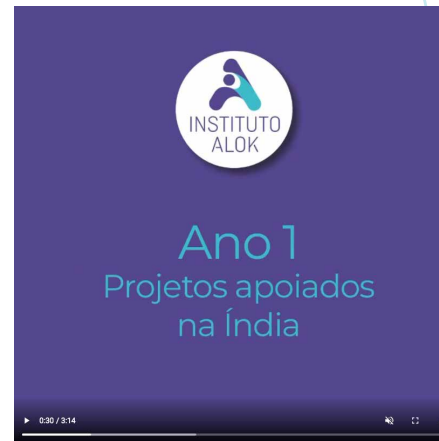 INSTITUTO
ALOK
Ano 1
Projetos apoiados
na Índia
0:30 / 3:14